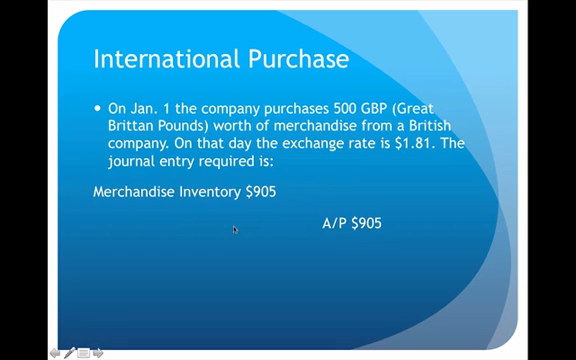 International Purchase
• On Jan. 1 the company purchases 500 GBP (Great
Brittan Pounds) worth of merchandise from a British
company. On that day the exchange rate is $1.81. The
journal entry required is:
Merchandise Inventory $905
A/P $905